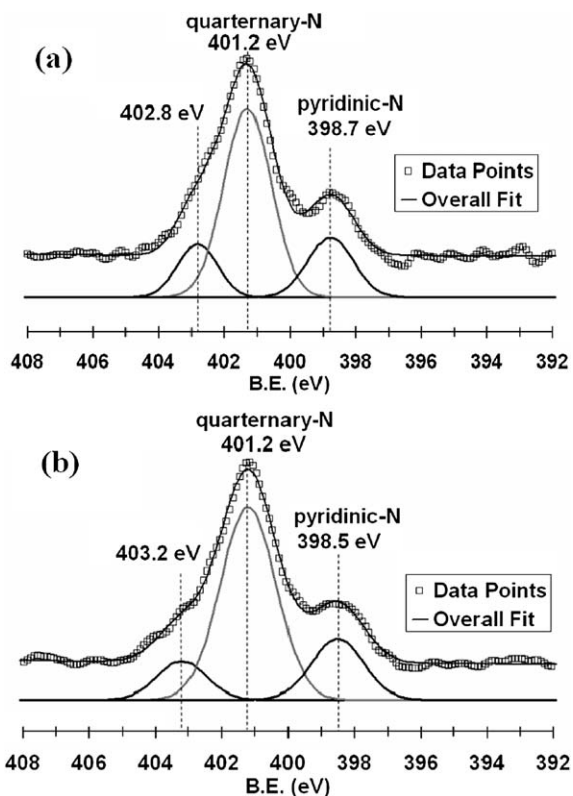 (a)
quarternary-N
401.2 eV
402.8 eV
pyridinic-N
398.7 eV
Data Points
Overall Fit
408 406 404 402 400 398 396 394 392
B.E. (eV)
(b)
quarternary-N
401.2 eV
403.2 eV
pyridinic-N
398.5 eV
Data Points
Overall Fit
408 406 404 402 400 398 396 394 392
B.E. (eV)